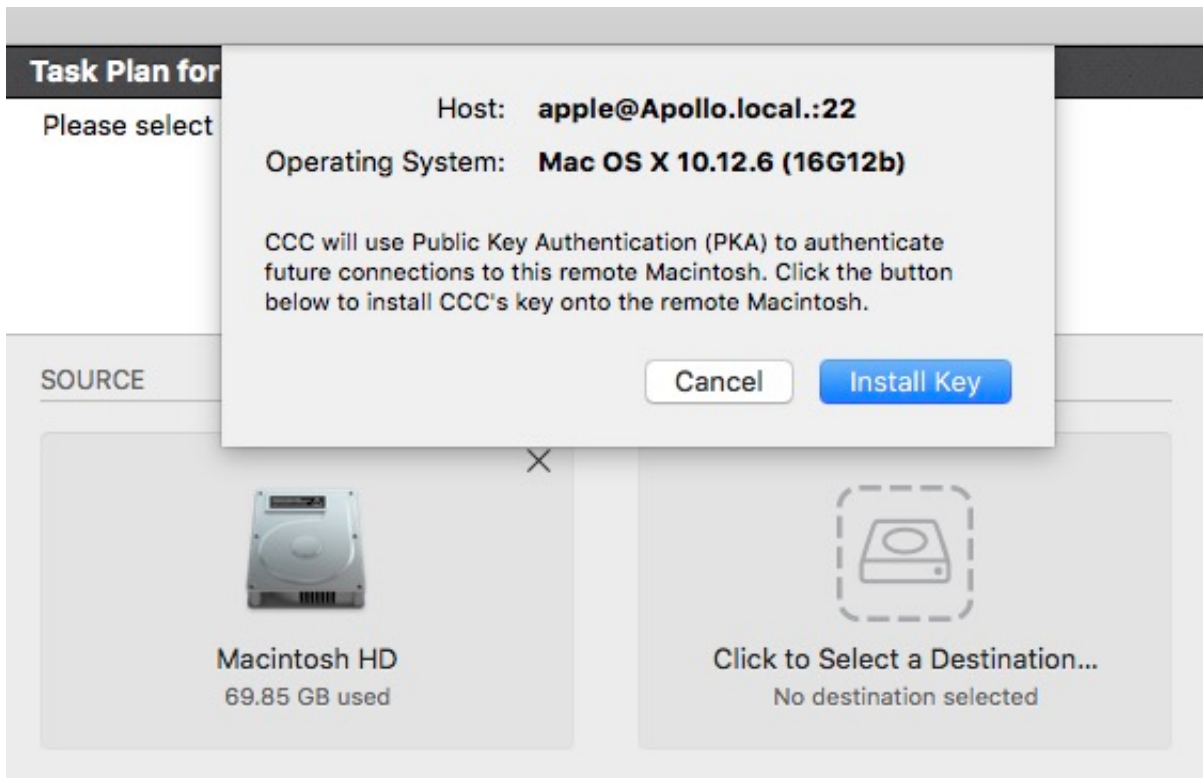 Task Plan for
Please select
Host: apple@Apollo.local.:22
Operating System: Mac OS X 10.12.6 (16G12b)
CCC will use Public Key Authentication (PKA) to authenticate
future connections to this remote Macintosh. Click the button
below to install CCC's key onto the remote Macintosh.
Cancel Install Key
SOURCE
Macintosh HD
69.85 GB used
Click to Select a Destination...
No destination selected